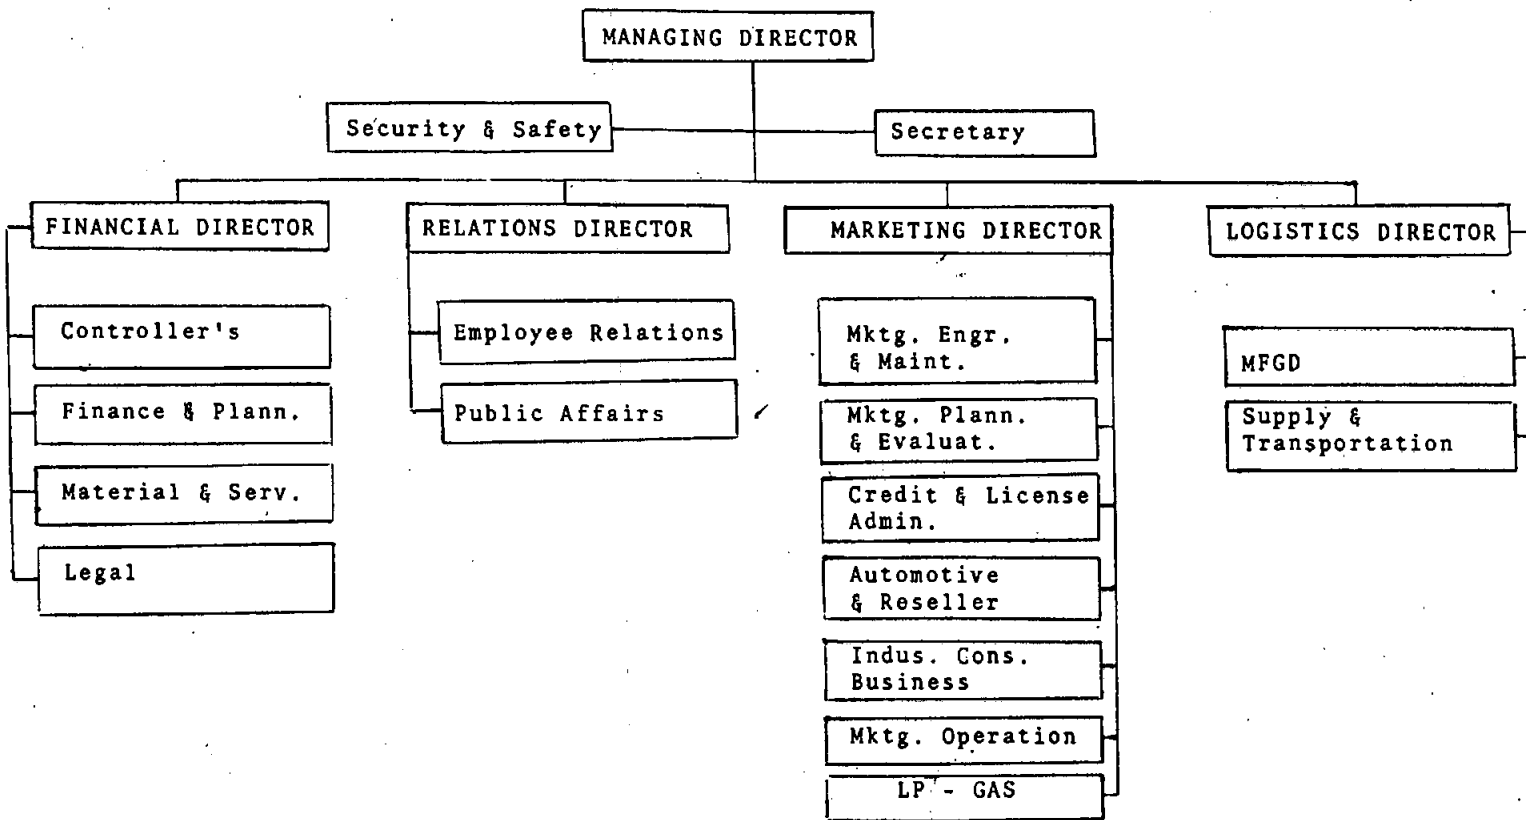 MANAGING DIRECTOR
Security & Safety
Secretary
FINANCIAL DIRECTOR
Controller's
Finance & Plann.
Material & Serv.
Legal
RELATIONS DIRECTOR
Employee Relations
Public Affairs
MARKETING DIRECTOR
Mktg. Engr.
& Maint.
Mktg. Plann.
& Evaluat.
Credit & License
Admin.
Automotive
& Reseller
Indus. Cons.
Business
Mktg. Operation
LP - GAS
LOGISTICS DIRECTOR
MFGD
Supply &
Transportation